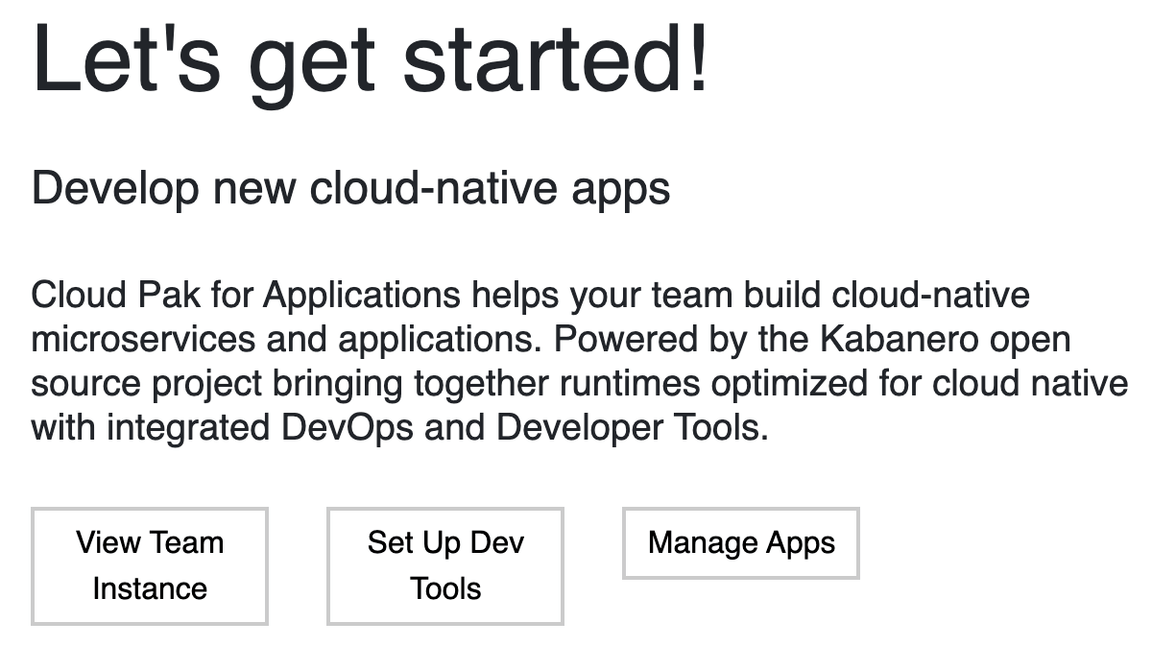 Let's get started!
Develop new cloud-native apps
Cloud Pak for Applications helps your team build cloud-native
microservices and applications. Powered by the Kabanero open
source project bringing together runtimes optimized for cloud native
with integrated DevOps and Developer Tools.
View Team
Instance
Set Up Dev
Tools
Manage Apps